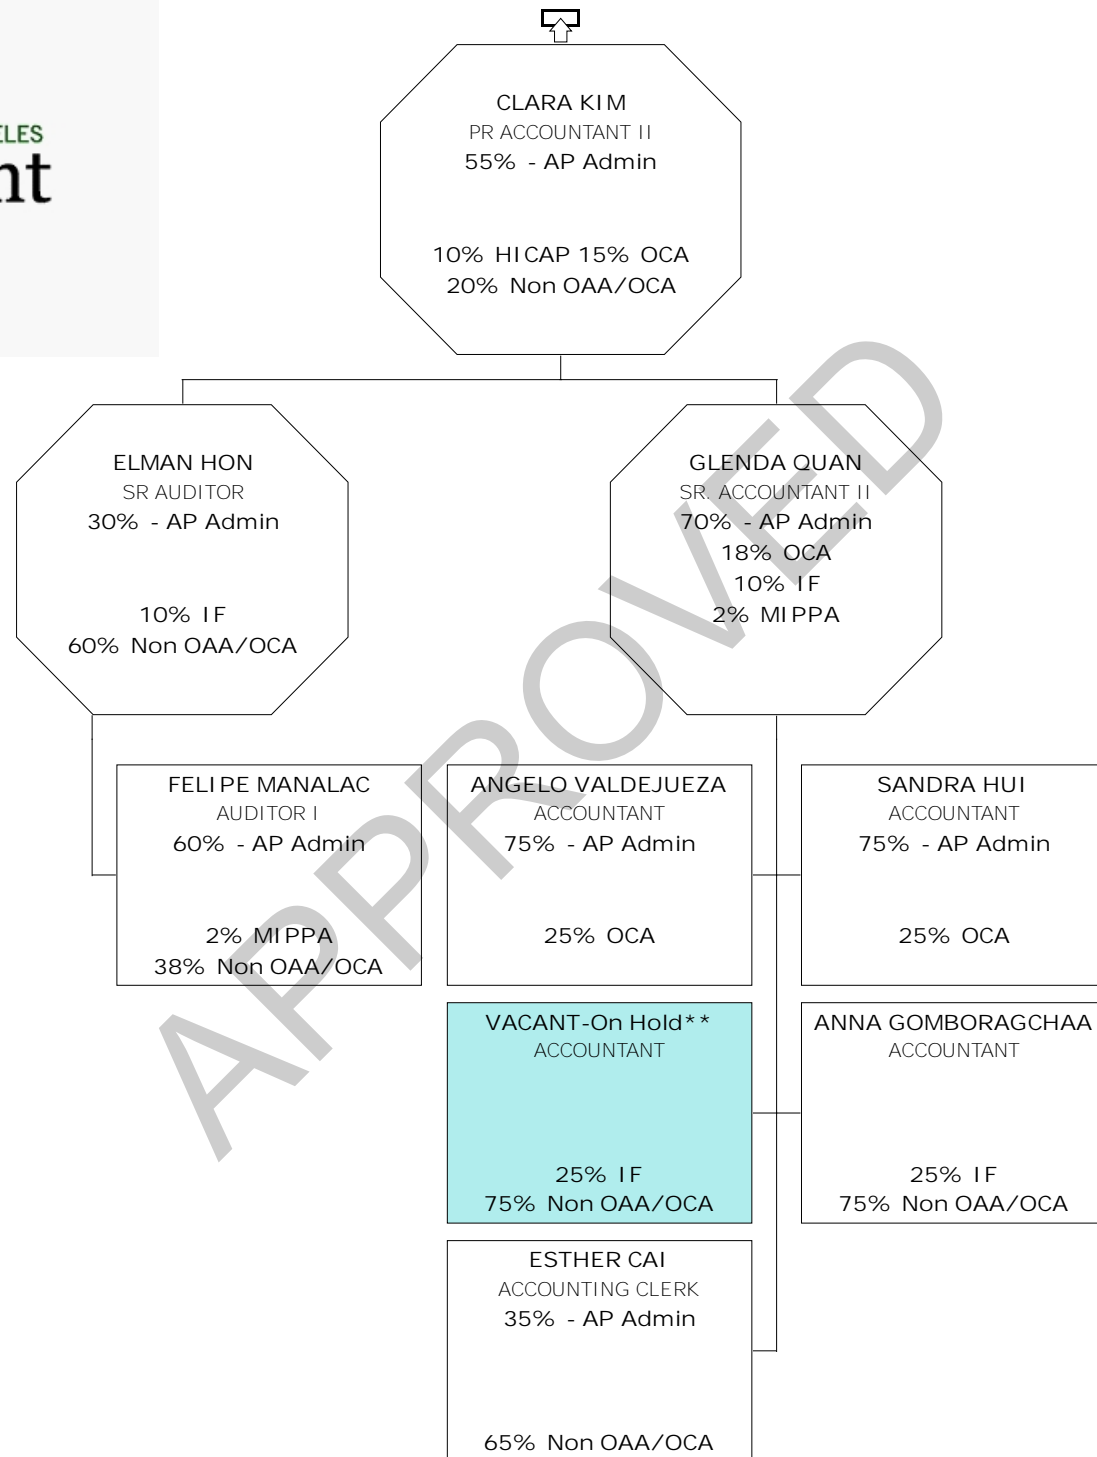 ELES
nt
CLARA KIM
PR ACCOUNTANT II
55% - AP Admin
10% HICAP 15% OCA
20% Non OAA/OCA
ELMAN HON
SR AUDITOR
30% - AP Admin
10% IF
60% Non OAA/OCA
GLENDA QUAN
SR. ACCOUNTANT II
70% - AP Admin
18% OCA
10% IF
2% MIPPA
FELIPE MANALAC
AUDITOR I
60% - AP Admin
2% MIPPA
38% Non OAA/OCA
ANGELO VALDEJUEZA
ACCOUNTANT
75% - AP Admin
25% OCA
SANDRA HUI
ACCOUNTANT
75% - AP Admin
25% OCA
VACANT-On Hold**
ACCOUNTANT
25% IF
75% Non OAA/OCA
ANNA GOMBORAGCHAA
ACCOUNTANT
25% IF
75% Non OAA/OCA
ESTHER CAI
ACCOUNTING CLERK
35% - AP Admin
65% Non OAA/OCA
APPROVED